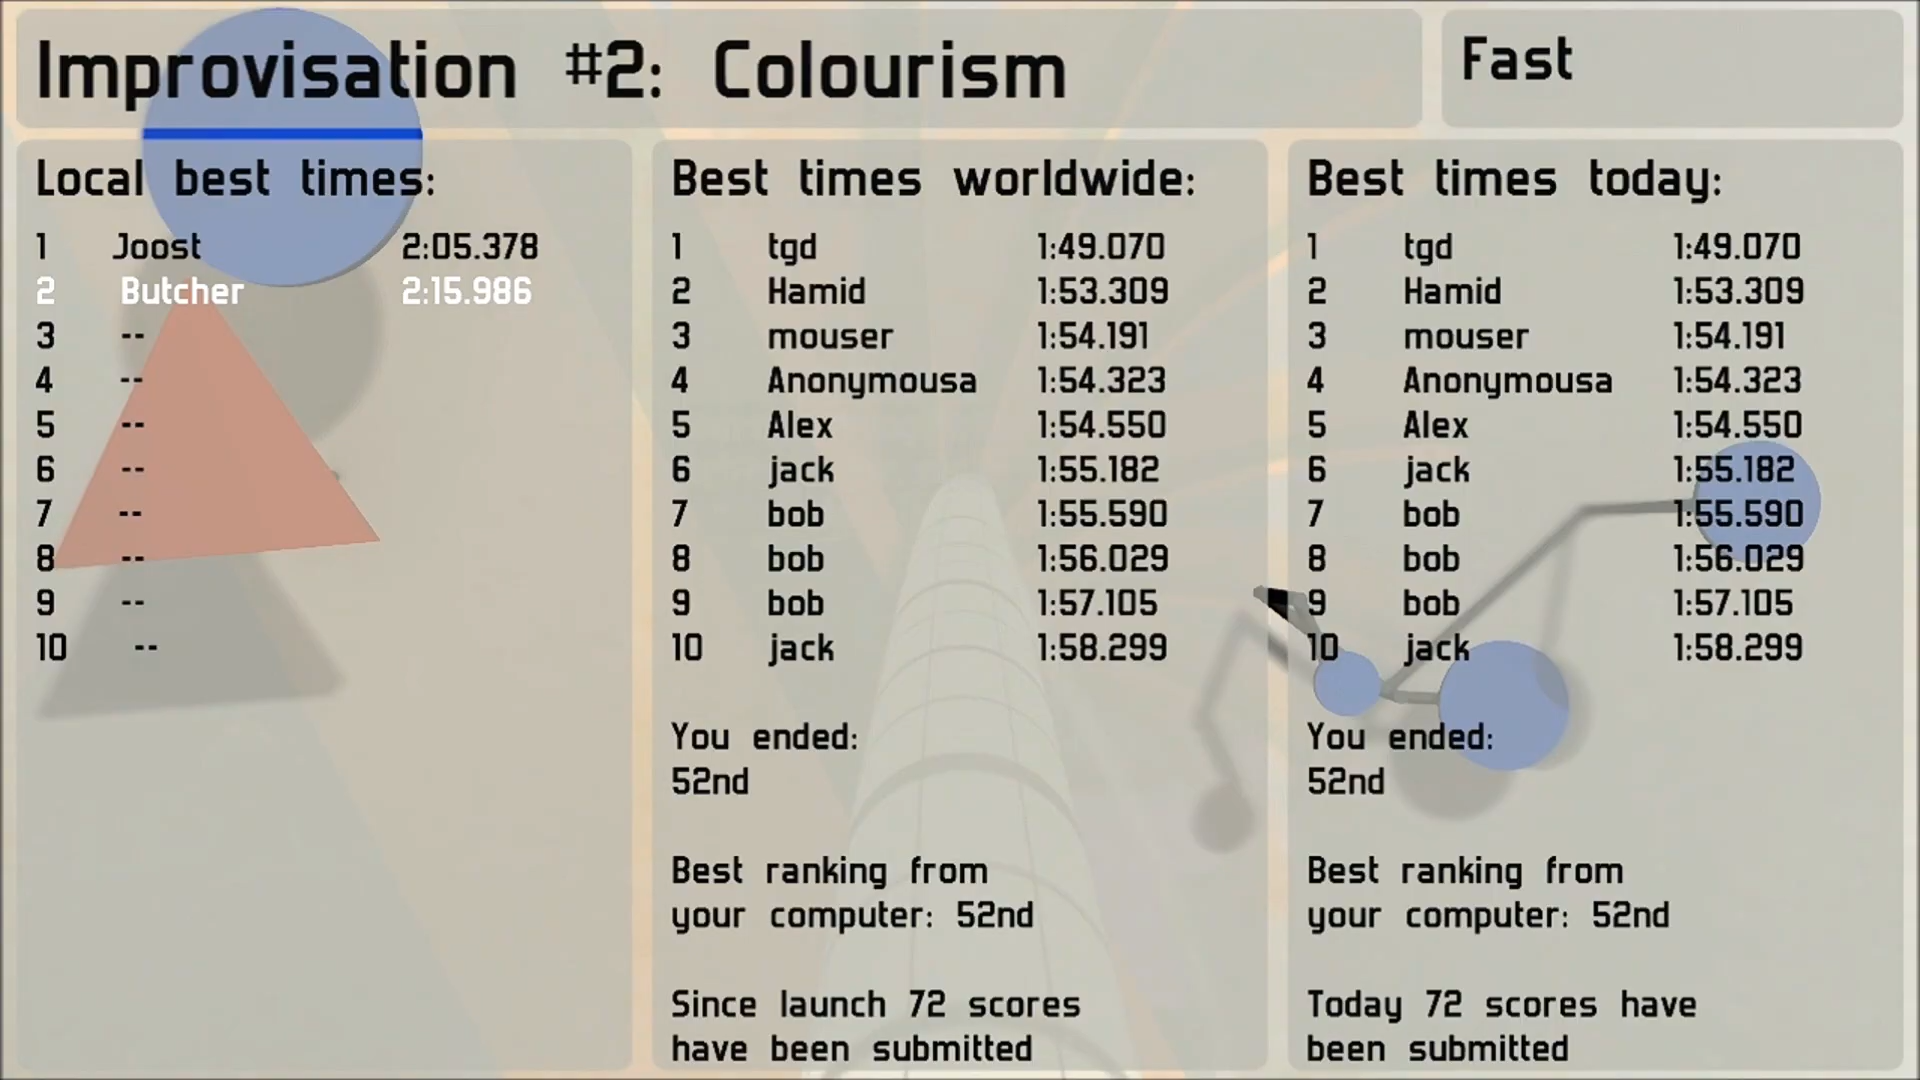 Improvisation #2: Colourism
Fast
Local best times:
1 Joost 2:05.378
2 Butcher 2:15.986
3 --
4 --
5 --
6 --
7 --
8 --
9 --
10 --
Best times worldwide:
1 tgd 1:49.070
2 Hamid 1:53.309
3 mouser 1:54.191
4 Anonymousa 1:54.323
5 Alex 1:54.550
6 jack 1:55.182
7 bob 1:55.590
8 bob 1:56.029
9 bob 1:57.105
10 jack 1:58.299
You ended:
52nd
Best ranking from
your computer: 52nd
Since launch 72 scores
have been submitted
Best times today:
1 tgd 1:49.070
2 Hamid 1:53.309
3 mouser 1:54.191
4 Anonymousa 1:54.323
5 Alex 1:54.550
6 jack 1:55.182
7 bob 1:55.590
8 bob 1:56.029
9 bob 1:57.105
10 jack 1:58.299
You ended:
52nd
Best ranking from
your computer: 52nd
Today 72 scores have
been submitted